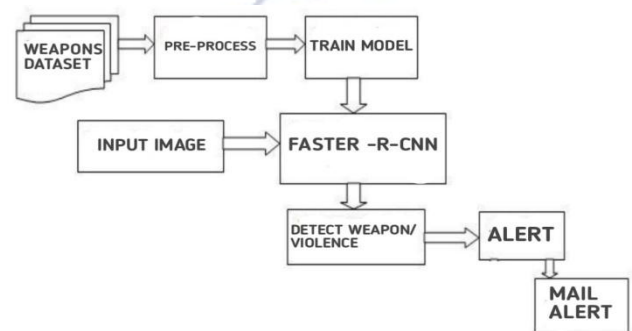 WEAPONS
DATASET
PRE-PROCESS
TRAIN MODEL
INPUT IMAGE
FASTER -R-CNN
DETECT WEAPON/
VIOLENCE
ALERT
MAIL
ALERT